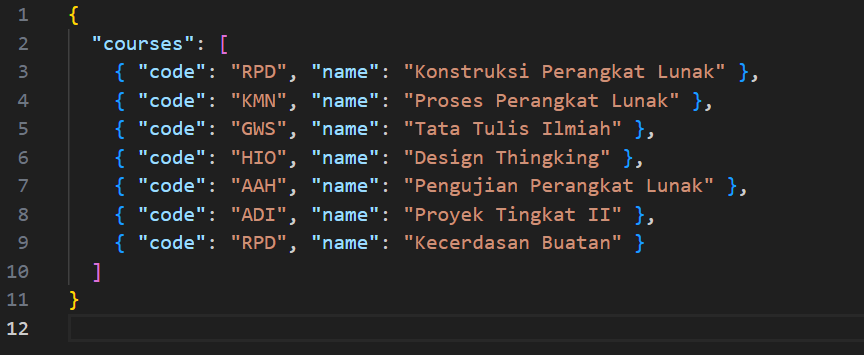 1 {
2 "courses": [
3 { "code": "RPD", "name": "Konstruksi Perangkat Lunak" },
4 { "code": "KMN", "name": "Proses Perangkat Lunak" },
5 { "code": "GWS", "name": "Tata Tulis Ilmiah" },
6 { "code": "HIO", "name": "Design Thingking" },
7 { "code": "AAH", "name": "Pengujian Perangkat Lunak" },
8 { "code": "ADI", "name": "Proyek Tingkat II" },
9 { "code": "RPD", "name": "Kecerdasan Buatan" }
10 ]
11 }
12